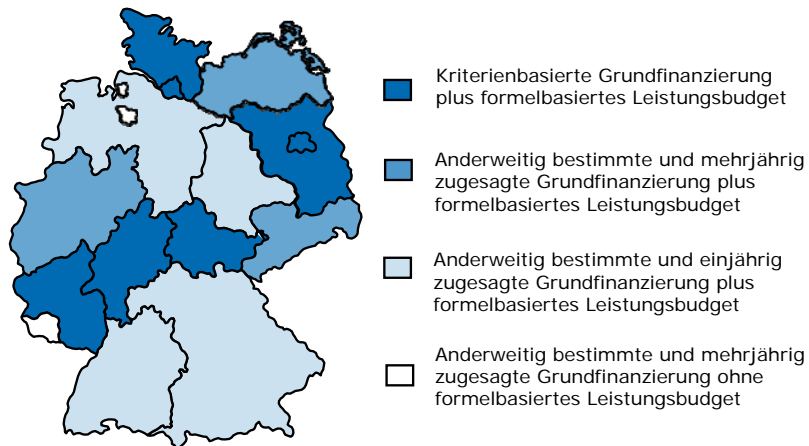 Kriterienbasierte Grundfinanzierung
plus formelbasiertes Leistungsbudget
Anderweitig bestimmte und mehrjährig
zugesagte Grundfinanzierung plus
formelbasiertes Leistungsbudget
Anderweitig bestimmte und einjährig
zugesagte Grundfinanzierung plus
formelbasiertes Leistungsbudget
Anderweitig bestimmte und mehrjährig
zugesagte Grundfinanzierung ohne
formelbasiertes Leistungsbudget